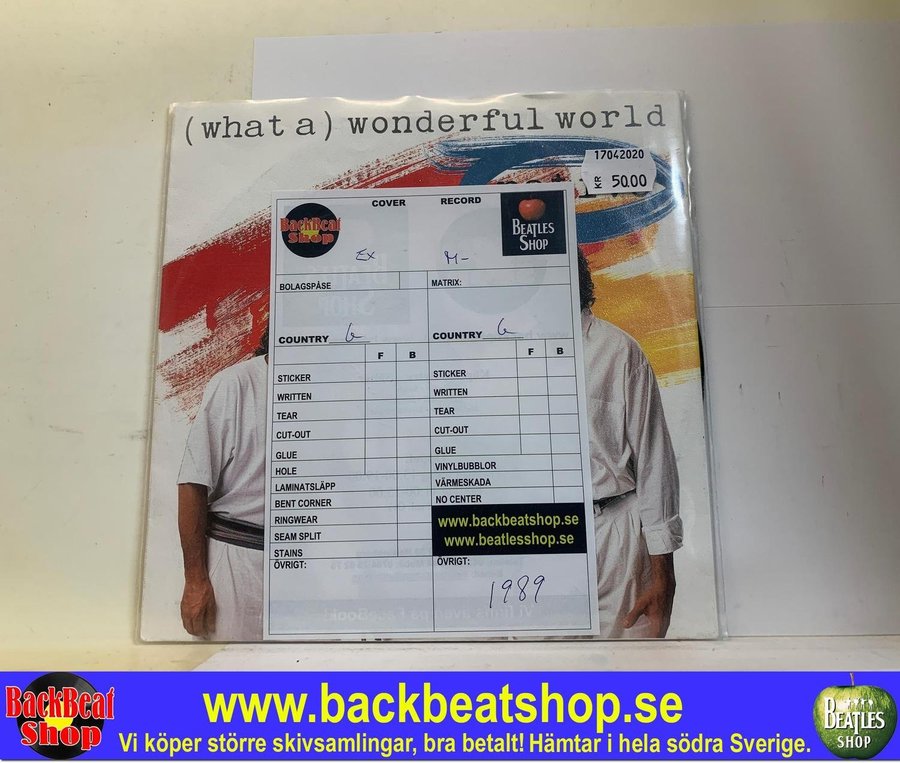 (what a) wonderful world
17042020
KR 50.00
COVER RECORD
BackBeat Shop
BEATLES SHOP
Ex M-
BOLAGSPÅSE MATRIX:
COUNTRY G COUNTRY G
F B F B
STICKER STICKER
WRITTEN WRITTEN
TEAR TEAR
CUT-OUT CUT-OUT
GLUE GLUE
HOLE VINYLBUBBLOR
LAMINATSLÄPP VÄRMESKADA
BENT CORNER NO CENTER
RINGWEAR www.backbeatshop.se
SEAM SPLIT www.beatlesshop.se
STAINS
ÖVRIGT: ÖVRIGT:
1989
BackBeat Shop
www.backbeatshop.se
Vi köper större skivsamlingar, bra betalt! Hämtar i hela södra Sverige.
BEATLES SHOP